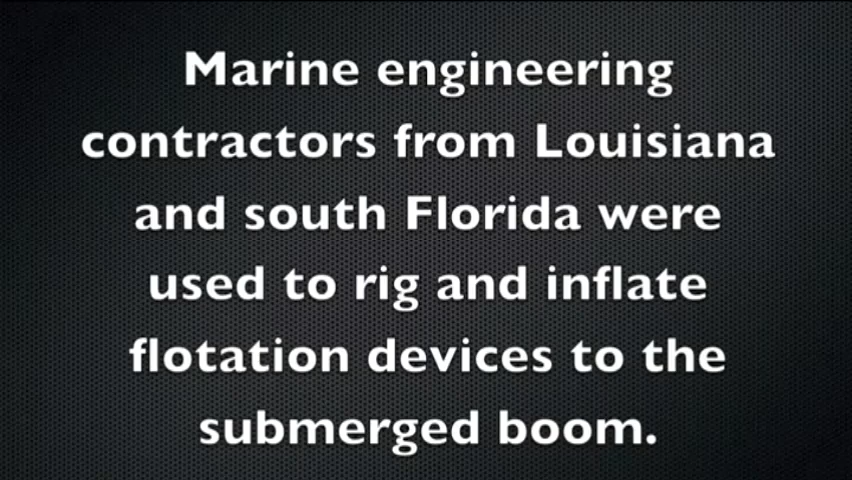 Marine engineering
contractors from Louisiana
and south Florida were
used to rig and inflate
flotation devices to the
submerged boom.